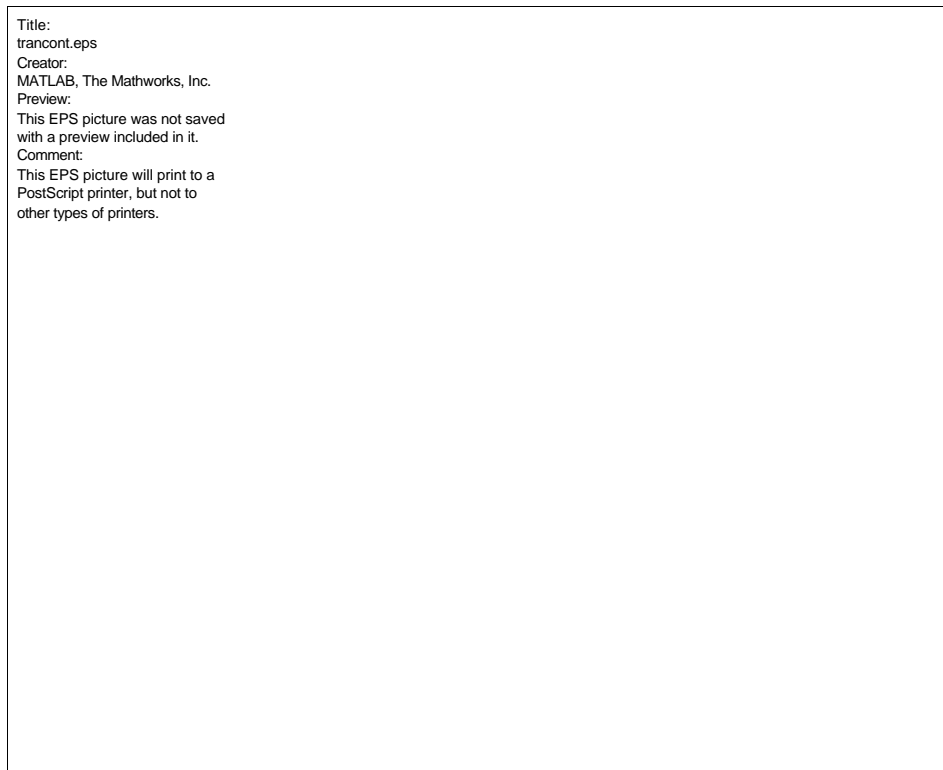 Title:
trancont.eps
Creator:
MATLAB, The Mathworks, Inc.
Preview:
This EPS picture was not saved
with a preview included in it.
Comment:
This EPS picture will print to a
PostScript printer, but not to
other types of printers.